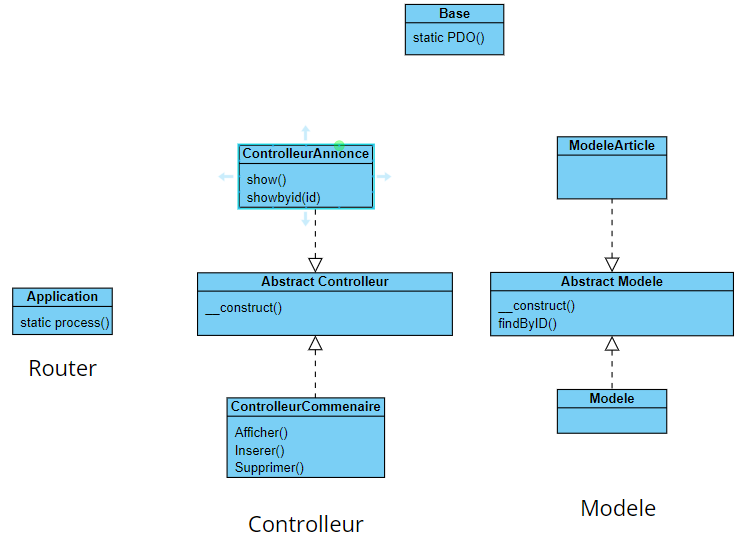 Base
static PDO()
ControlleurAnnonce
show()
showbyid(id)
ModeleArticle
Abstract Controlleur
__construct()
Abstract Modele
__construct()
findByID()
Application
static process()
Router
ControlleurCommenaire
Afficher()
Inserer()
Supprimer()
Modele
Controlleur
Modele